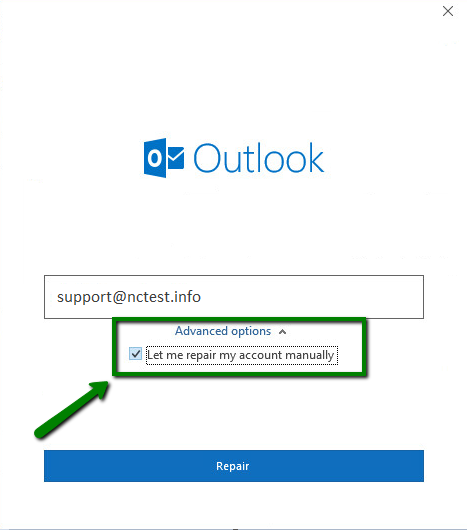 Outlook
support@nctest.info
Advanced options
Let me repair my account manually
Repair